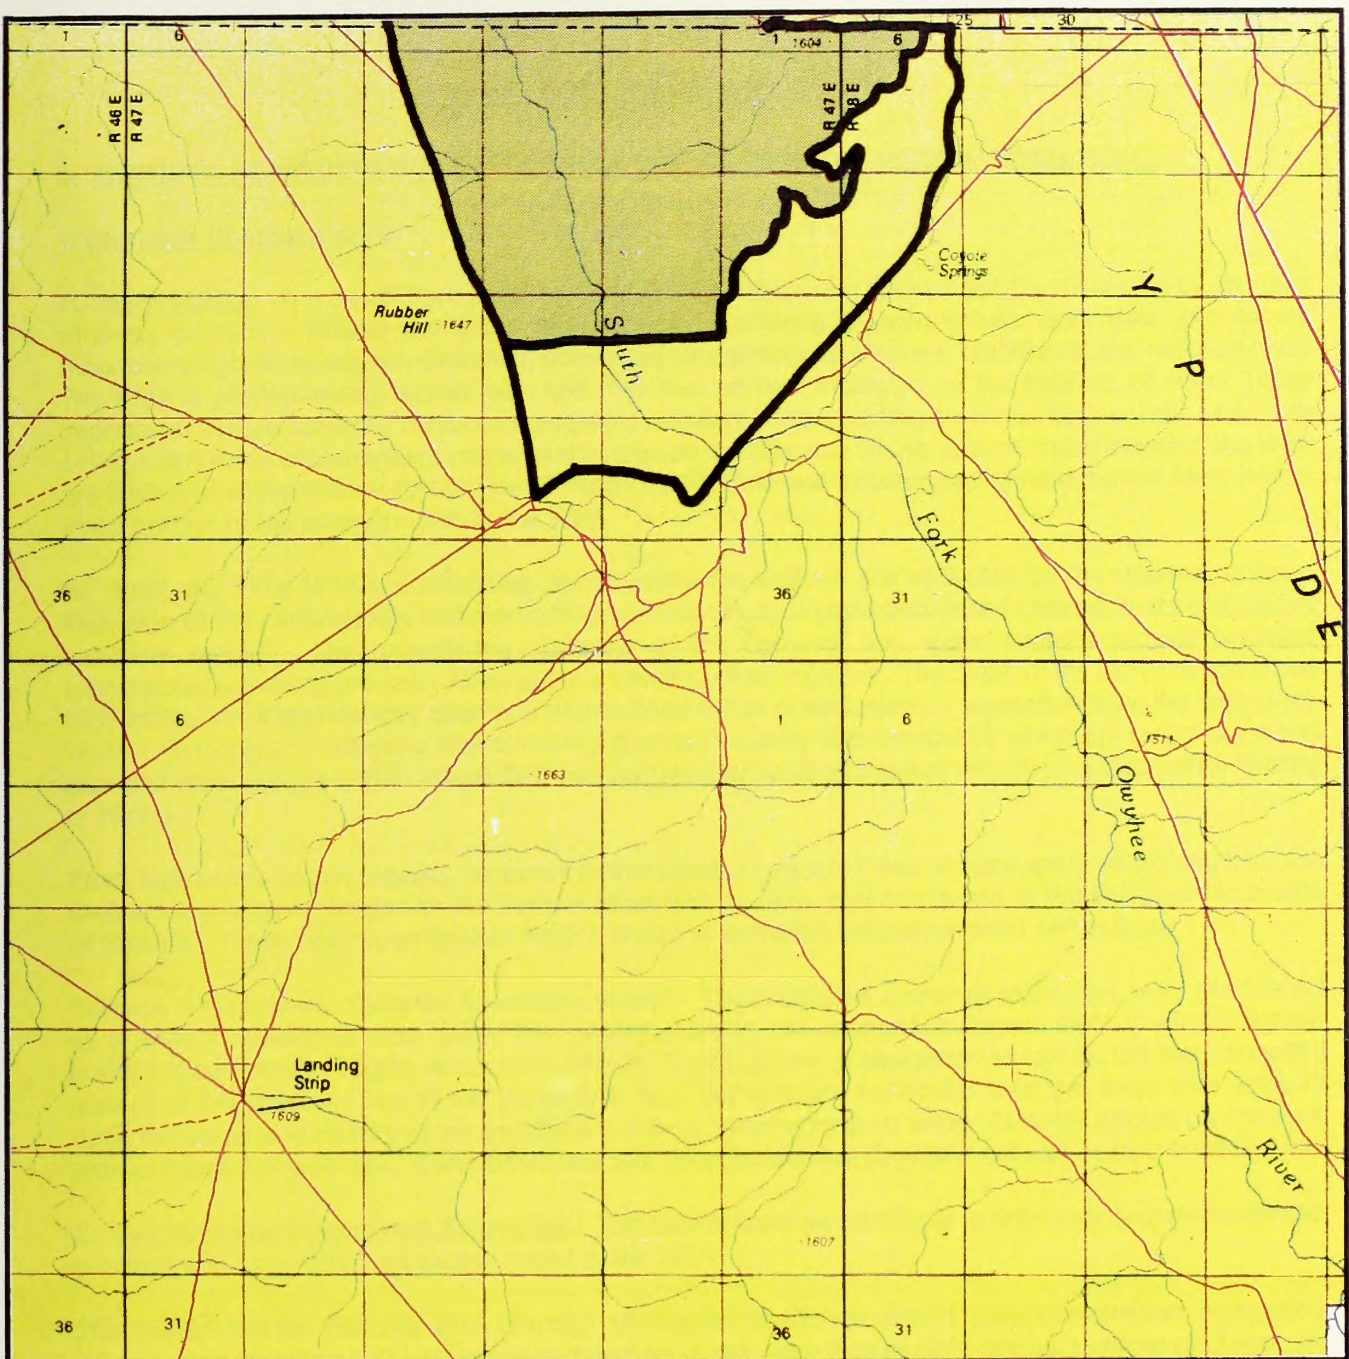 1 6 1 1604 6 25 30
R 46 E
R 47 E
R 47 E
R 48 E
Coyote
Springs
Y P
D E
Rubber
Hill 1647
South
Fork
36 31 36 31
1 6 1 6
1511
1663
Owyhee
Landing
Strip
1609
River
1607
36 31 36 31